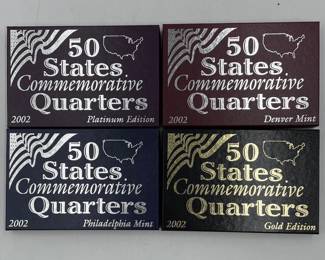 50
States
Commemorative
Quarters
2002 Platinum Edition
50
States
Commemorative
Quarters
2002 Denver Mint
50
States
Commemorative
Quarters
2002 Philadelphia Mint
50
States
Commemorative
Quarters
2002 Gold Edition